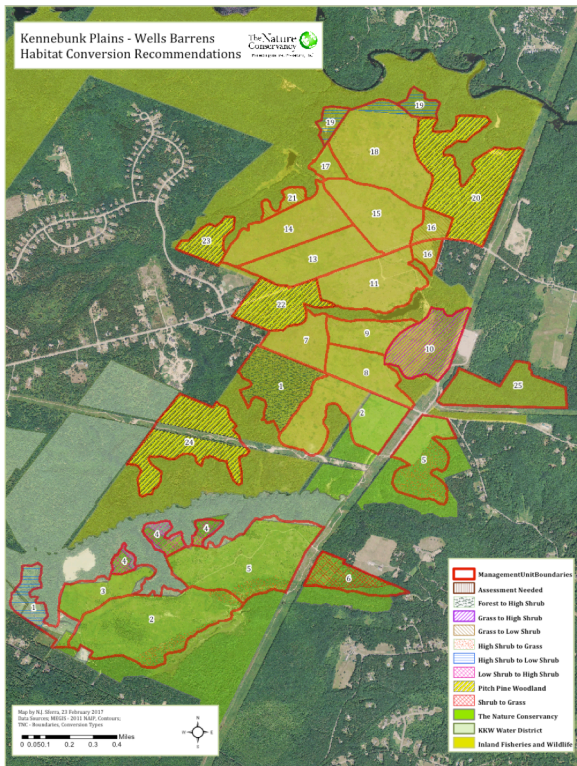 Kennebunk Plains - Wells Barrens
Habitat Conversion Recommendations
The Nature
Conservancy
19
19
18
17
20
21
15
14
16
23
13
16
11
22
9
7
10
8
1
25
2
24
5
4
4
4
5
6
3
1
2
ManagementUnitBoundaries
Assessment Needed
Forest to High Shrub
Grass to High Shrub
Grass to Low Shrub
High Shrub to Grass
High Shrub to Low Shrub
Low Shrub to High Shrub
Pitch Pine Woodland
Shrub to Grass
The Nature Conservancy
KKW Water District
Inland Fisheries and Wildlife
Map by N.J. Sferra, 23 February 2017
Data Sources; MEGIS - 2011 NAIP, Contours;
TNC - Boundaries, Conversion Types
0 0.05 0.1 0.2 0.3 0.4 Miles
N
W E
S